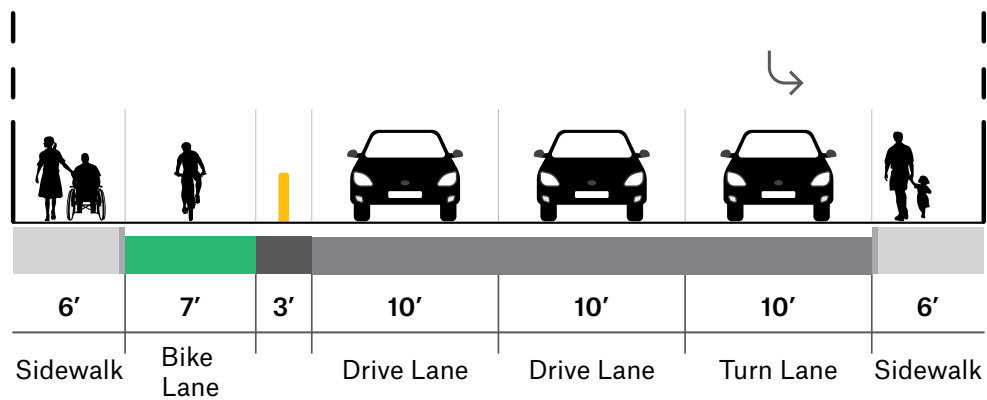 6′ 7′ 3′ 10′ 10′ 10′ 6′
Sidewalk Bike Lane Drive Lane Drive Lane Turn Lane Sidewalk